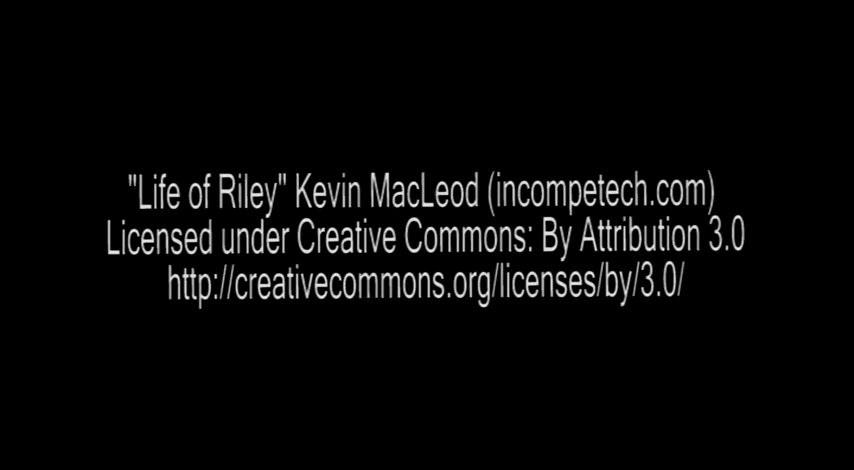 "Life of Riley" Kevin MacLeod (incompetech.com)
Licensed under Creative Commons: By Attribution 3.0
http://creativecommons.org/licenses/by/3.0/